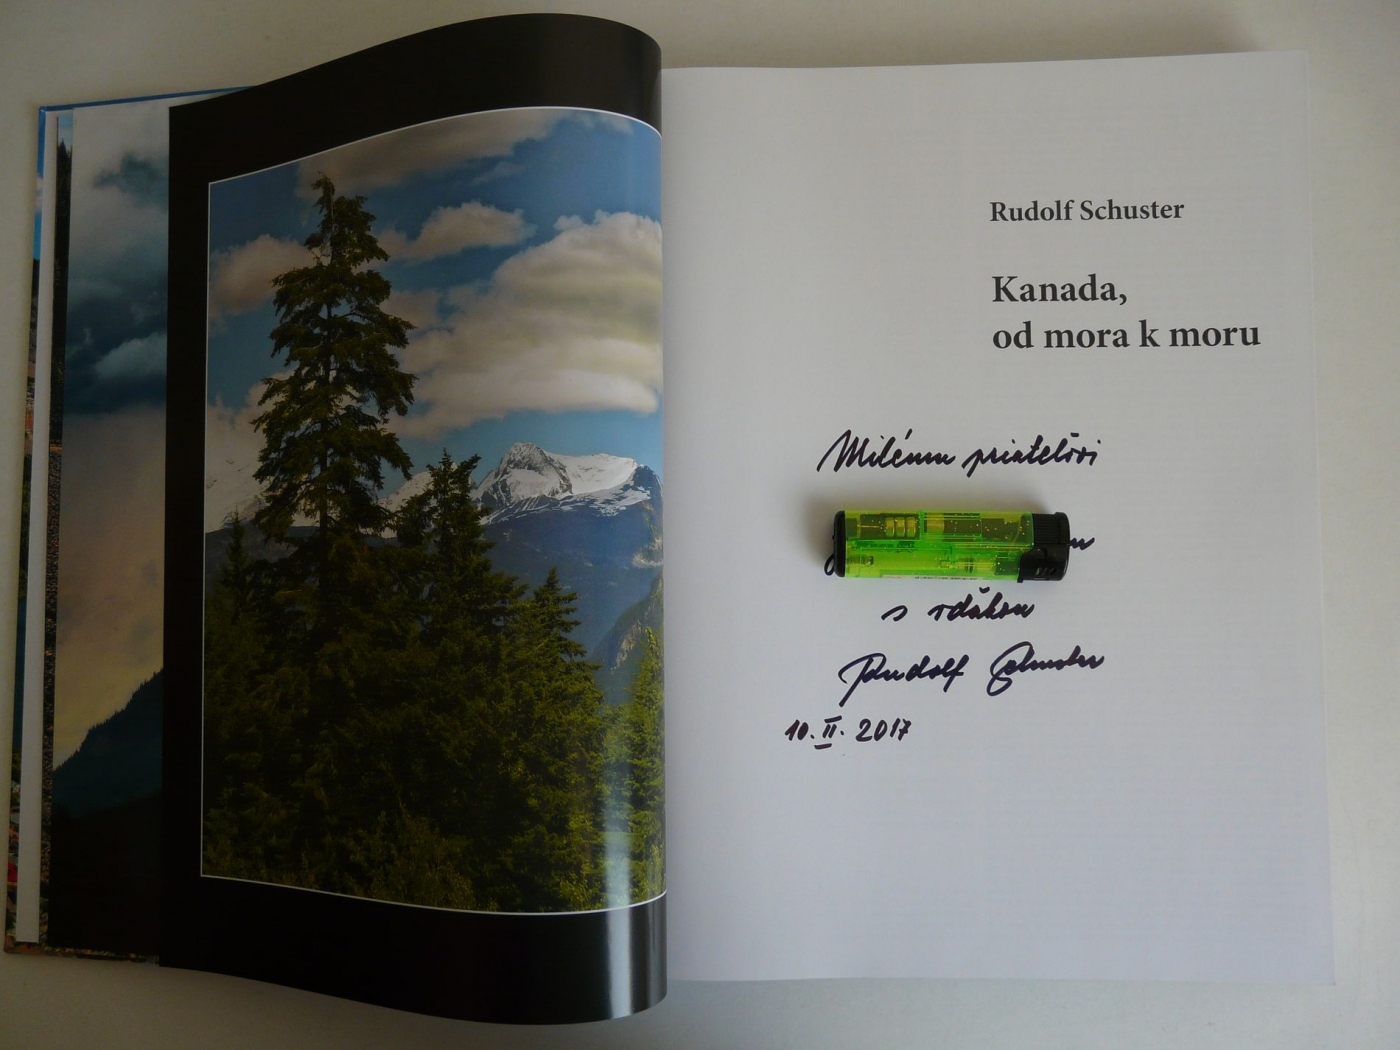 Rudolf Schuster
Kanada,
od mora k moru
Milému priateľovi
s vďakou
Rudolf Schuster
10. II. 2017